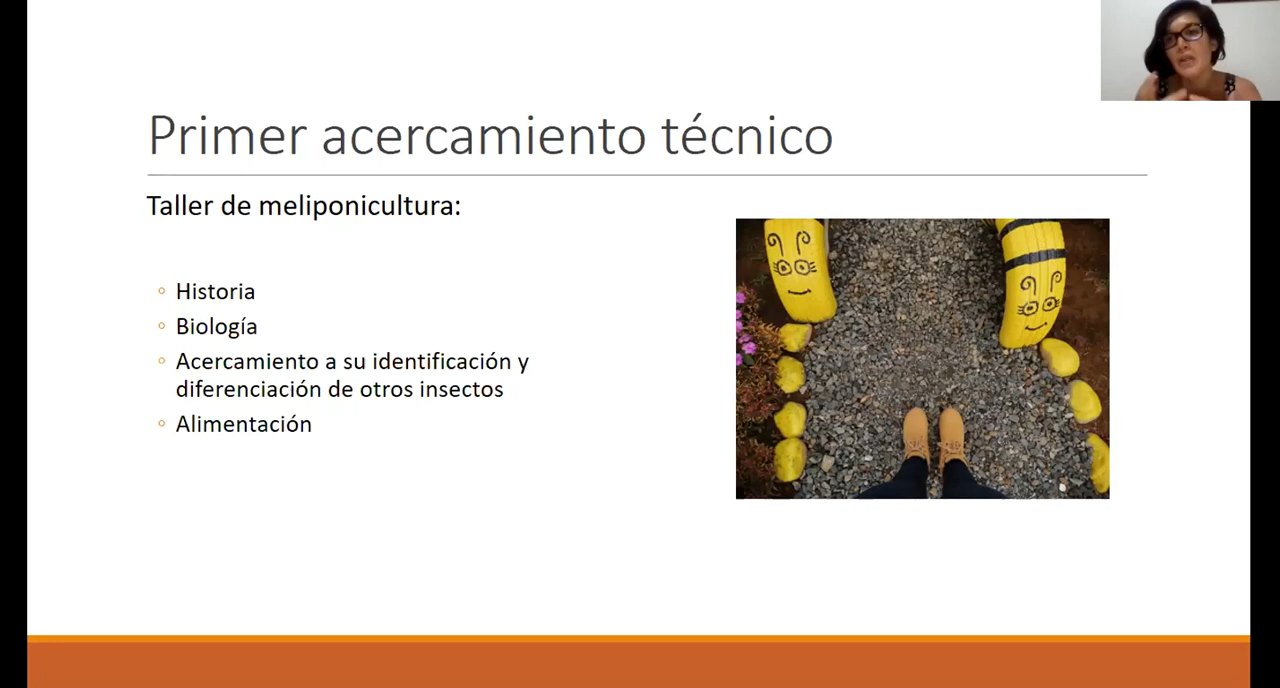 Primer acercamiento técnico
Taller de meliponicultura:
Historia
Biología
Acercamiento a su identificación y
diferenciación de otros insectos
Alimentación